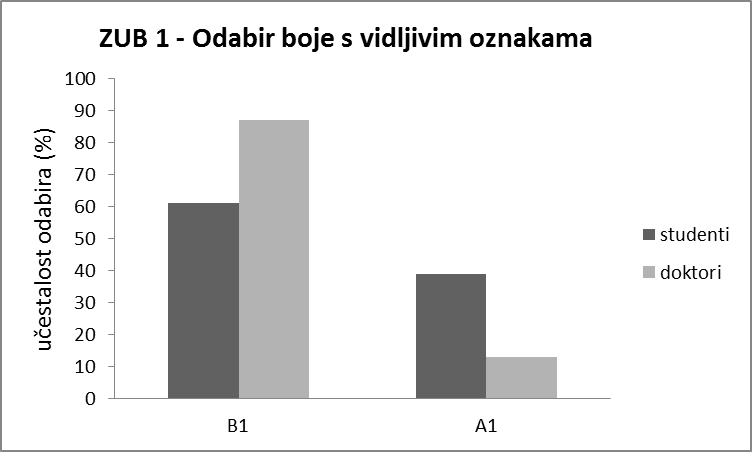 ZUB 1 - Odabir boje s vidljivim oznakama
učestalost odabira (%)
100
90
80
70
60
50
40
30
20
10
0
B1
A1
studenti
doktori